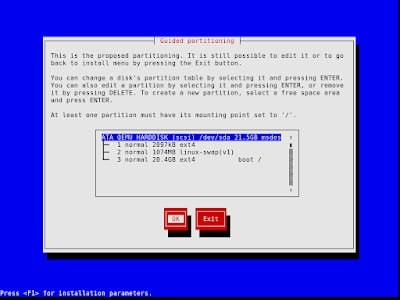 Guided partitioning
This is the proposed partitioning. It is still possible to edit it or to go
back to install menu by pressing the Exit button.
You can change a disk's partition table by selecting it and pressing ENTER.
You can also edit a partition by selecting it and pressing ENTER, or remove
it by pressing DELETE. To create a new partition, select a free space area
and press ENTER.
At least one partition must have its mounting point set to '/'.
ATA QEMU HARDDISK (scsi) /dev/sda 21.5GB msdos
1 normal 2097kB ext4
2 normal 1074MB linux-swap(v1)
3 normal 20.4GB ext4 boot /
OK Exit
Press <F1> for installation parameters.